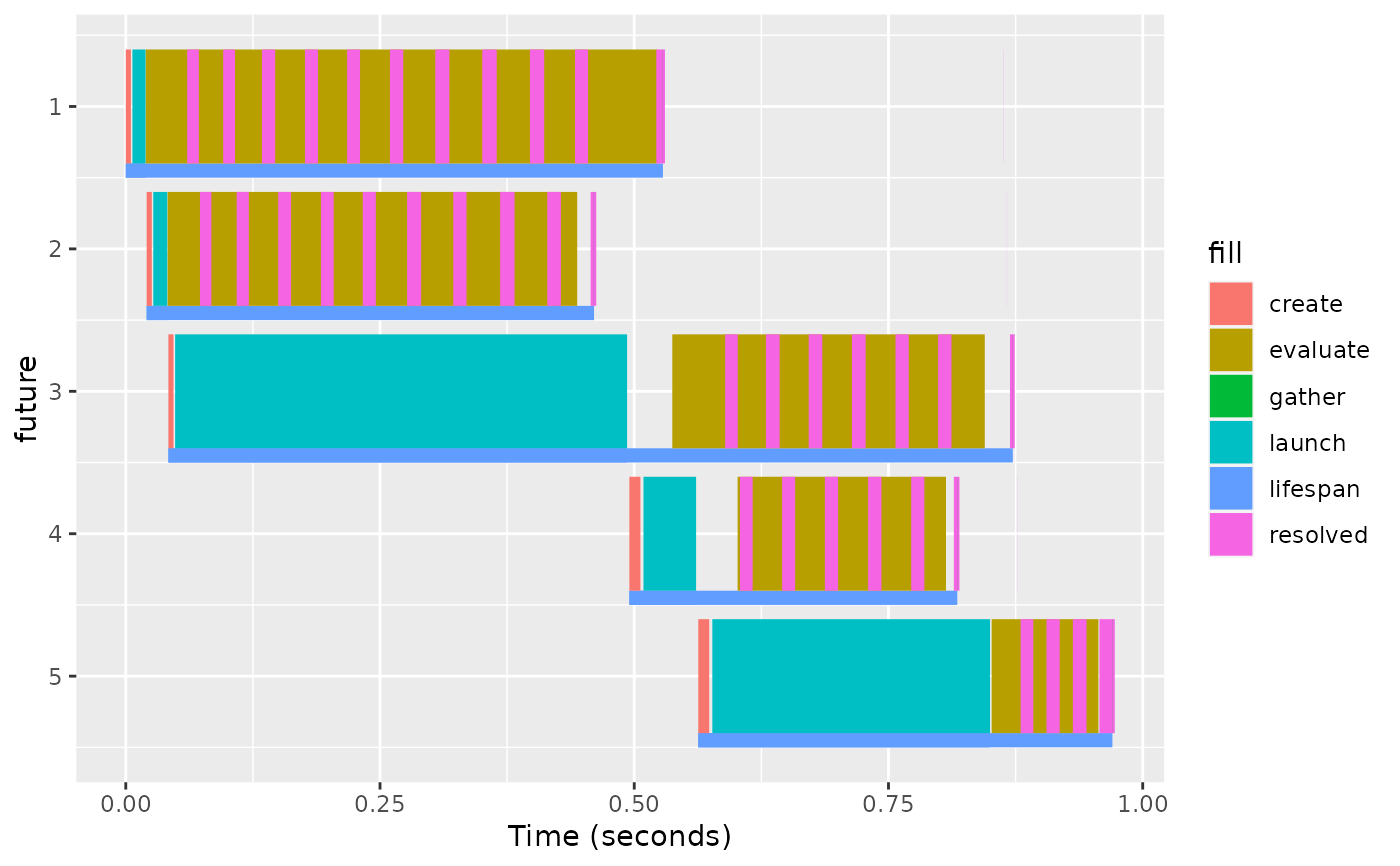 1
2
3
4
5
future
0.00
0.25
0.50
0.75
1.00
Time (seconds)
fill
create
evaluate
gather
launch
lifespan
resolved